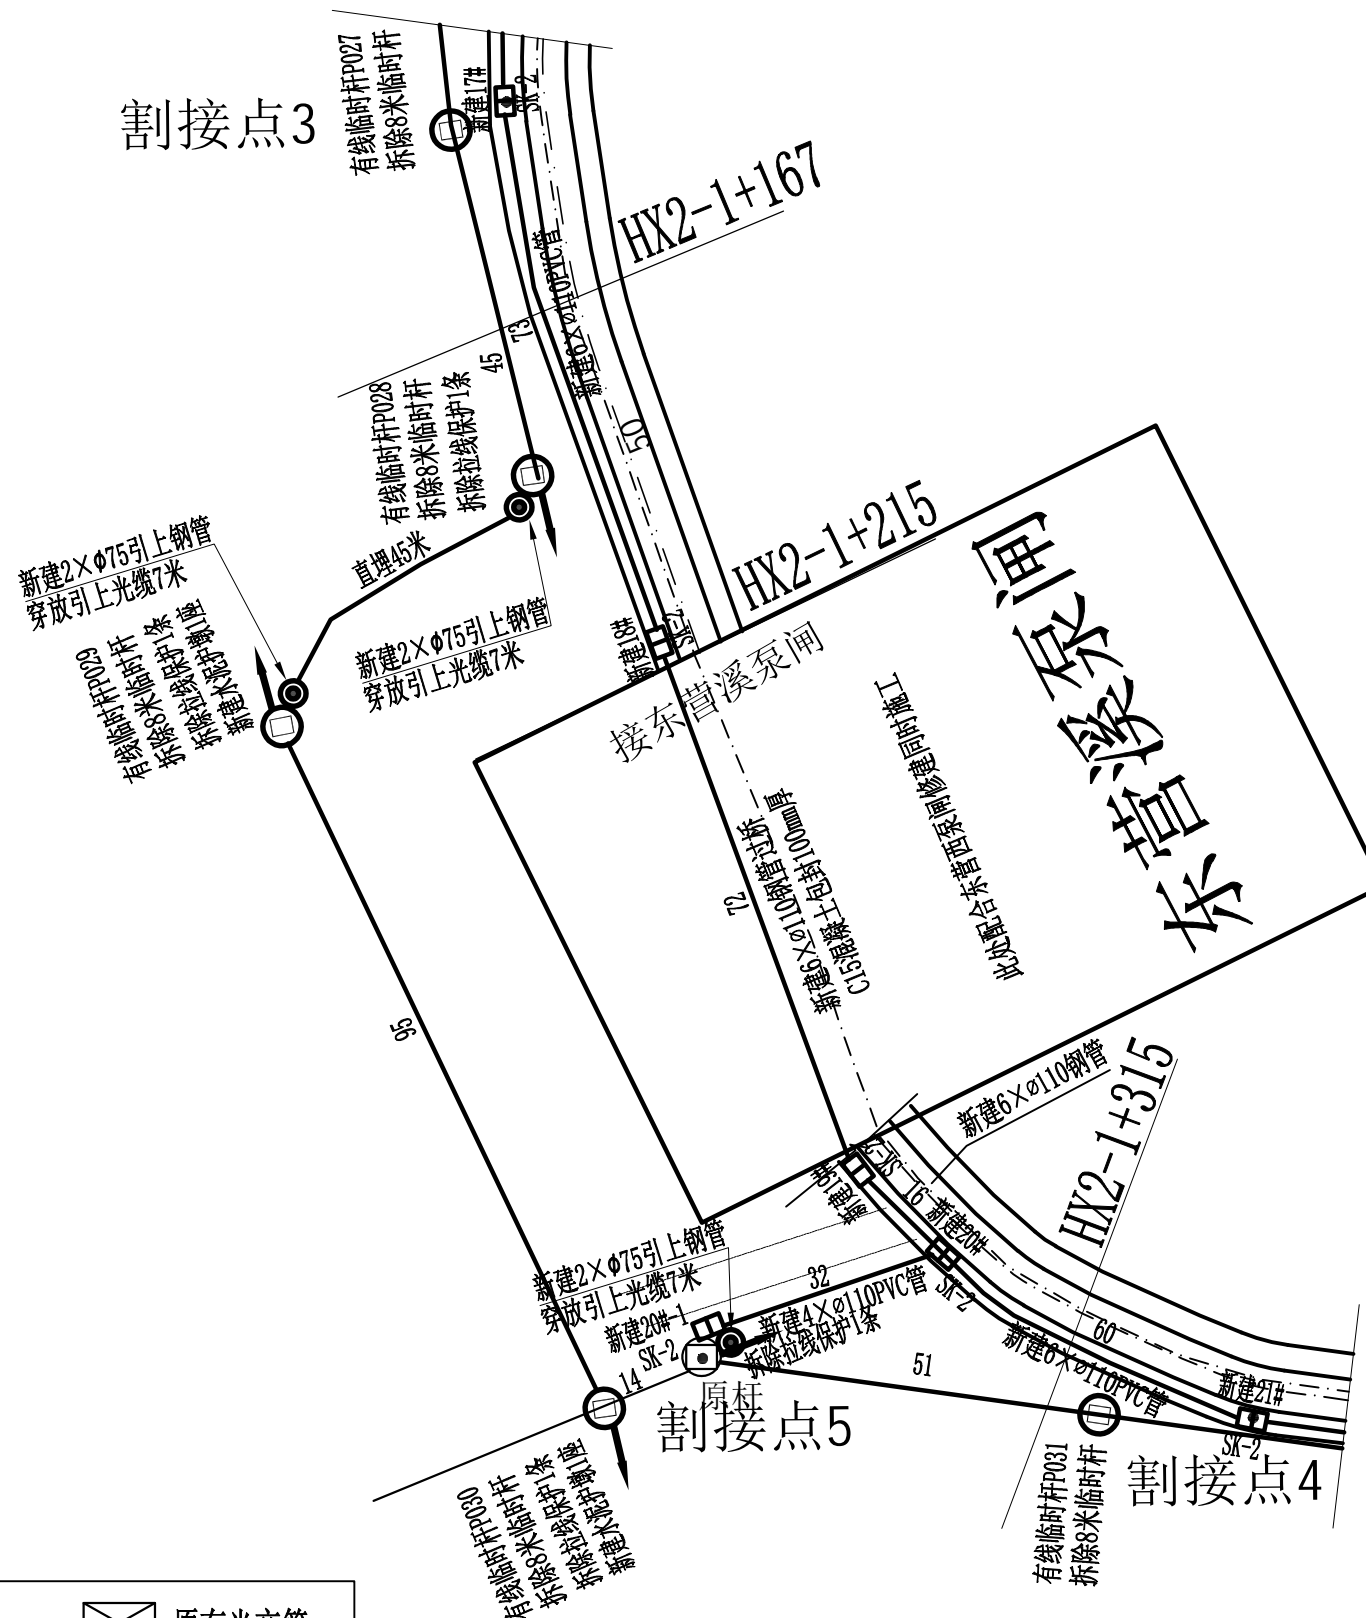 割接点3
有线临时杆P027
拆除8米临时杆
新建17#
SK-2
HX2-1+167
新建6×ø110PVC管
73
45
50
有线临时杆P028
拆除8米临时杆
拆除拉线保护1条
HX2-1+215
新建2×φ75引上钢管
穿放引上光缆7米
直埋45米
新建2×φ75引上钢管
穿放引上光缆7米
有线临时杆P029
拆除8米临时杆
拆除拉线保护1条
新建水泥护墩1座
新建18#
SK-2
接东营溪泵闸
东营溪泵闸
此处配合东营西泵闸修建同时施工
72
新建6×ø110钢管过桥
C15混凝土包封100mm厚
95
新建6×ø110钢管
HX2-1+315
新建19#
SK-2
16
新建20#
SK-2
新建2×φ75引上钢管
穿放引上光缆7米
新建20#-1
SK-2
32
新建4×ø110PVC管
拆除拉线保护1条
60
新建6×ø110PVC管
新建21#
SK-2
14
原杆
51
割接点5
割接点4
有线临时杆P030
拆除8米临时杆
拆除拉线保护1条
新建水泥护墩1座
有线临时杆P031
拆除8米临时杆